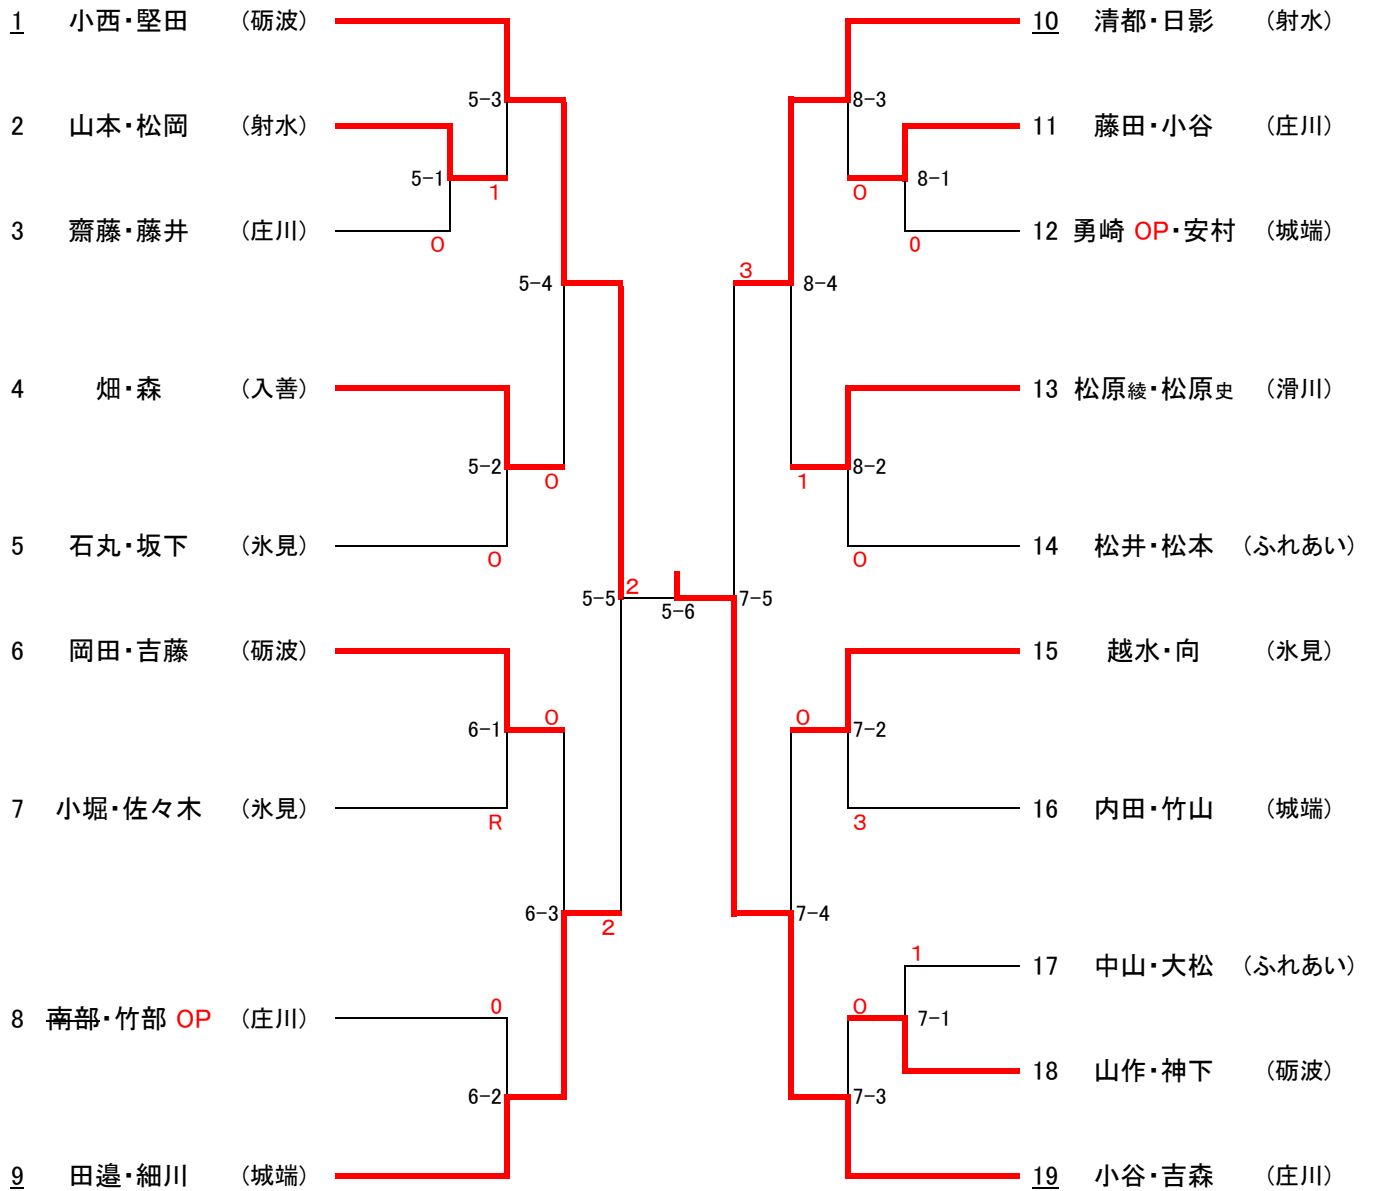 1 小西・堅田 （砺波）
5-3
2 山本・松岡 （射水）
5-1
1
3 齋藤・藤井 （庄川）
0
5-4
4 畑・森 （入善）
5-2
0
5 石丸・坂下 （氷見）
0
5-5
2
5-6
6 岡田・吉藤 （砺波）
6-1
0
7 小堀・佐々木 （氷見）
R
6-3
2
8 南部・竹部 OP （庄川）
0
6-2
9 田邉・細川 （城端）
10 清都・日影 （射水）
8-3
11 藤田・小谷 （庄川）
8-1
0
12 勇崎 OP・安村 （城端）
0
3
8-4
13 松原綾・松原史 （滑川）
8-2
1
14 松井・松本 （ふれあい）
0
7-5
15 越水・向 （氷見）
0
7-2
16 内田・竹山 （城端）
3
7-4
17 中山・大松 （ふれあい）
1
0
7-1
18 山作・神下 （砺波）
7-3
19 小谷・吉森 （庄川）